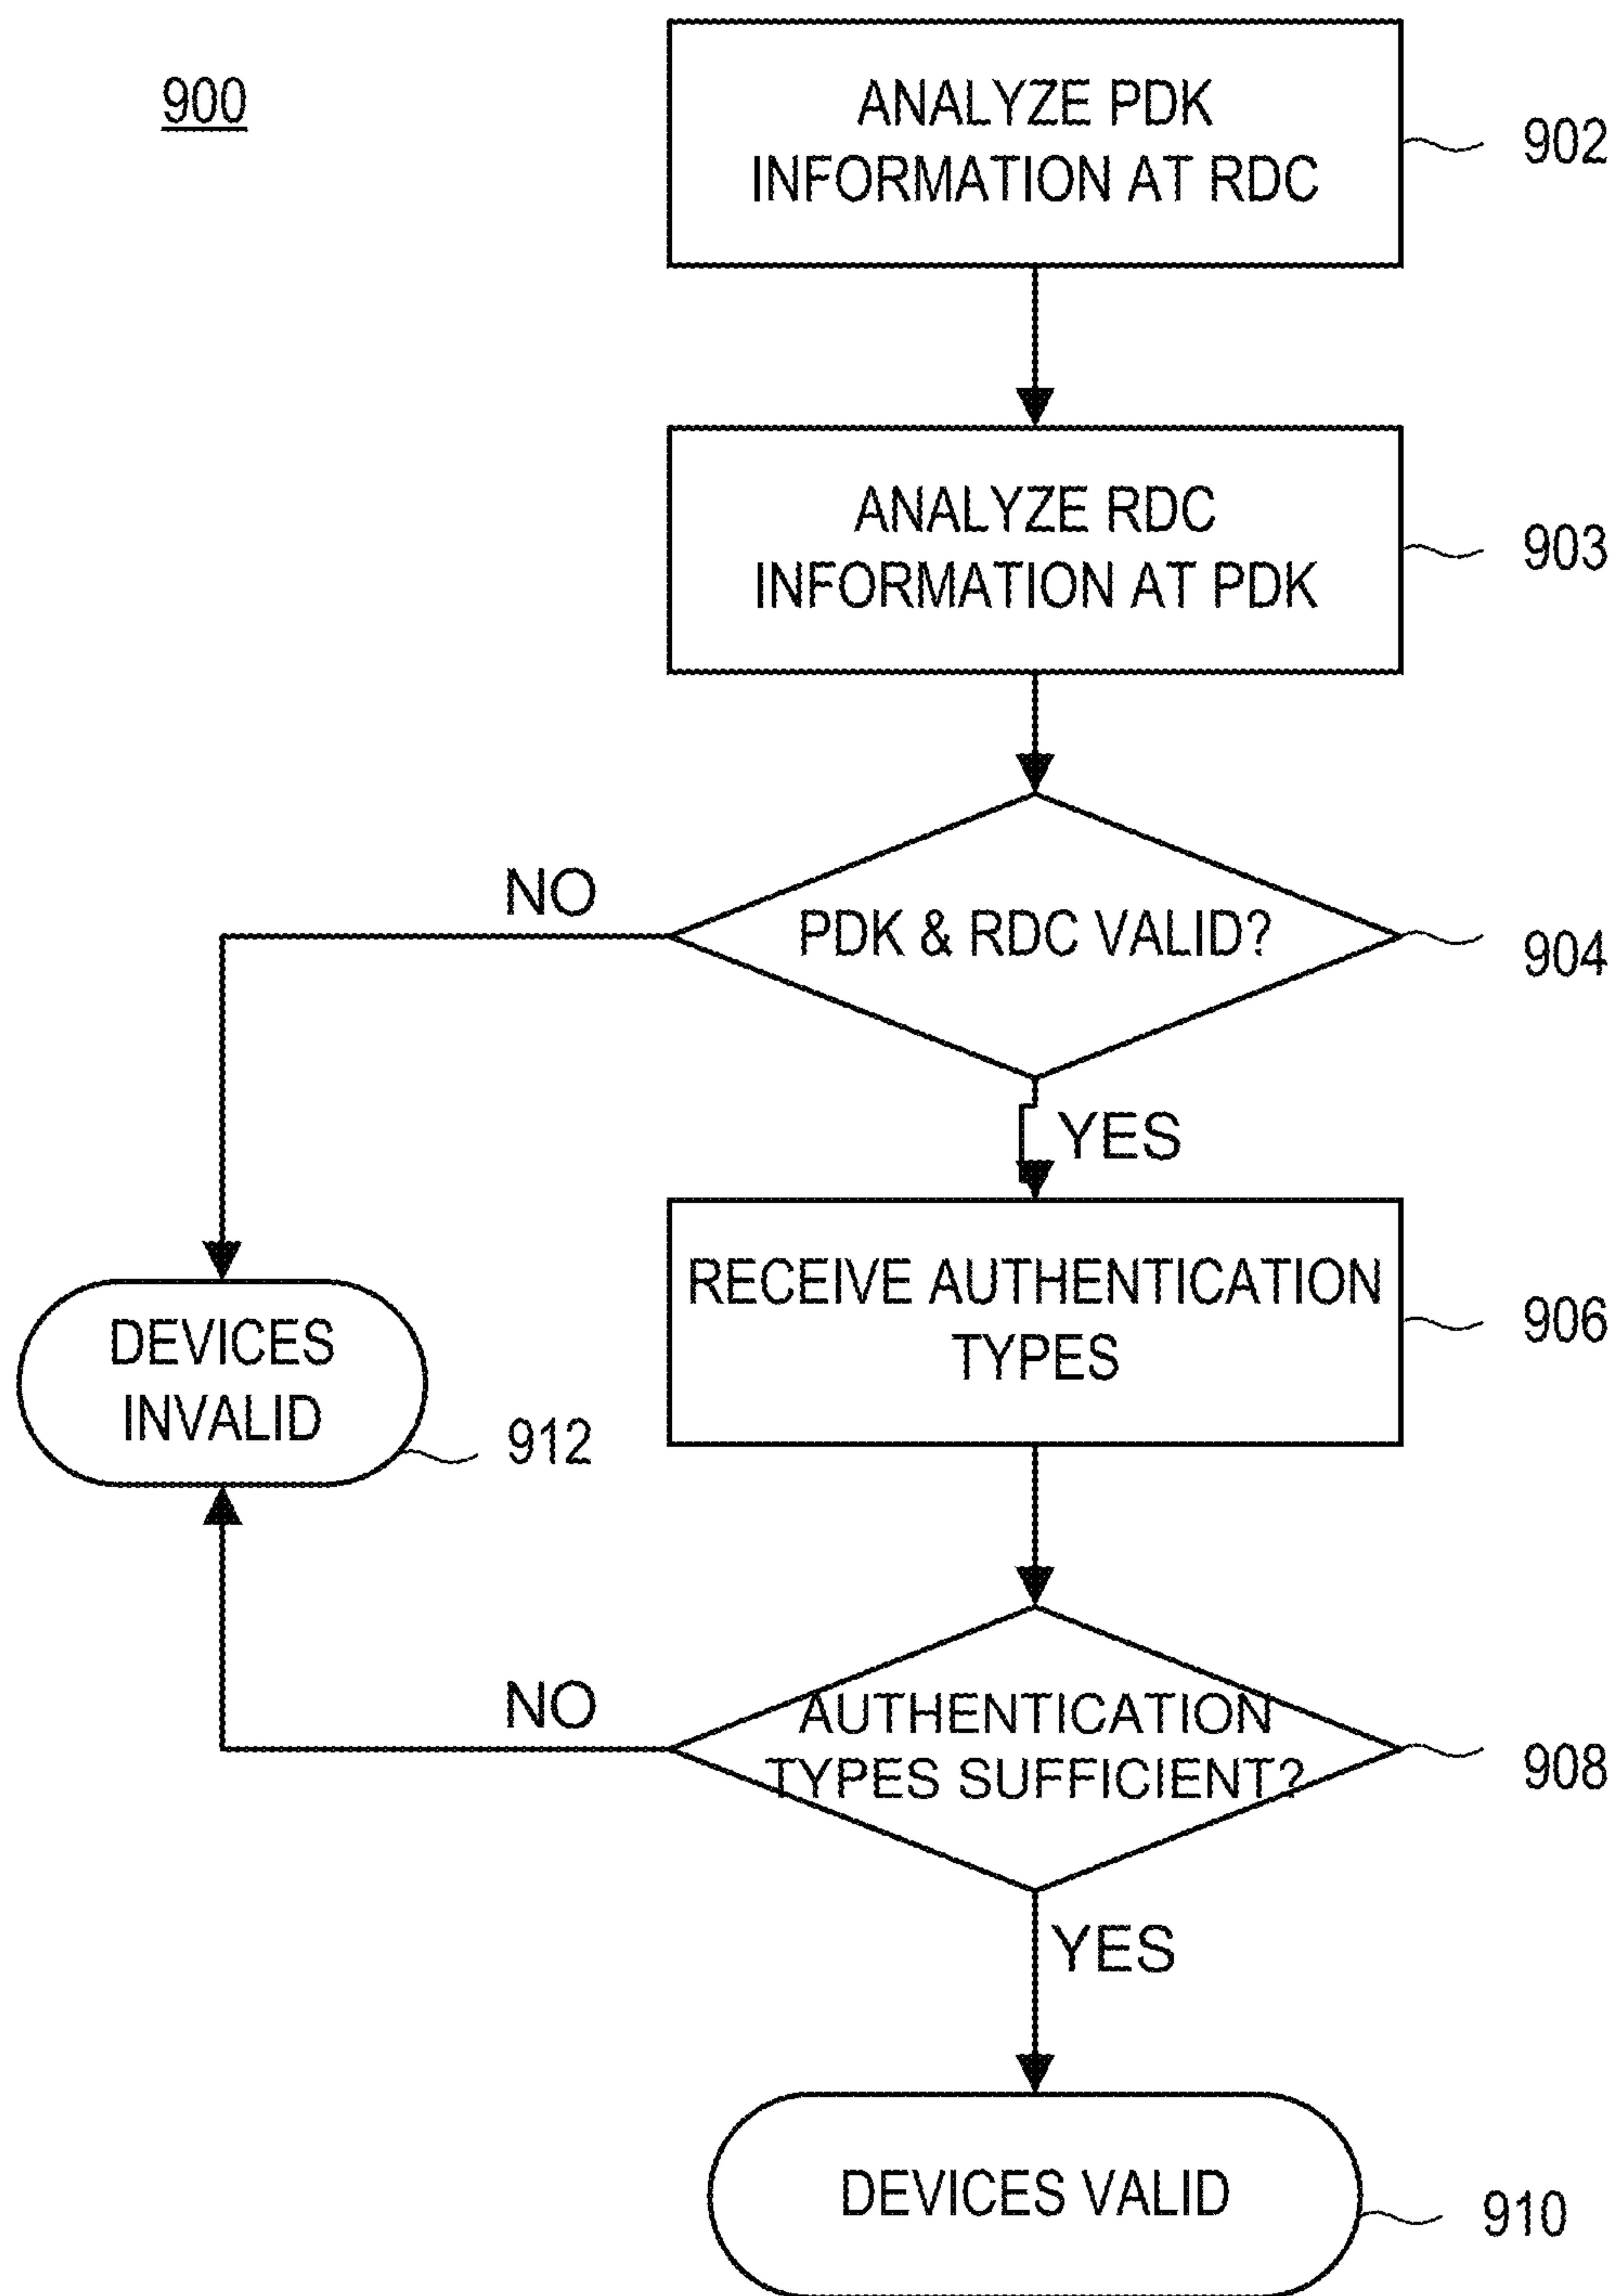 900
ANALYZE PDK
INFORMATION AT RDC
902
ANALYZE RDC
INFORMATION AT PDK
903
NO
PDK & RDC VALID?
904
YES
RECEIVE AUTHENTICATION
TYPES
906
DEVICES
INVALID
912
NO
AUTHENTICATION
TYPES SUFFICIENT?
908
YES
DEVICES VALID
910